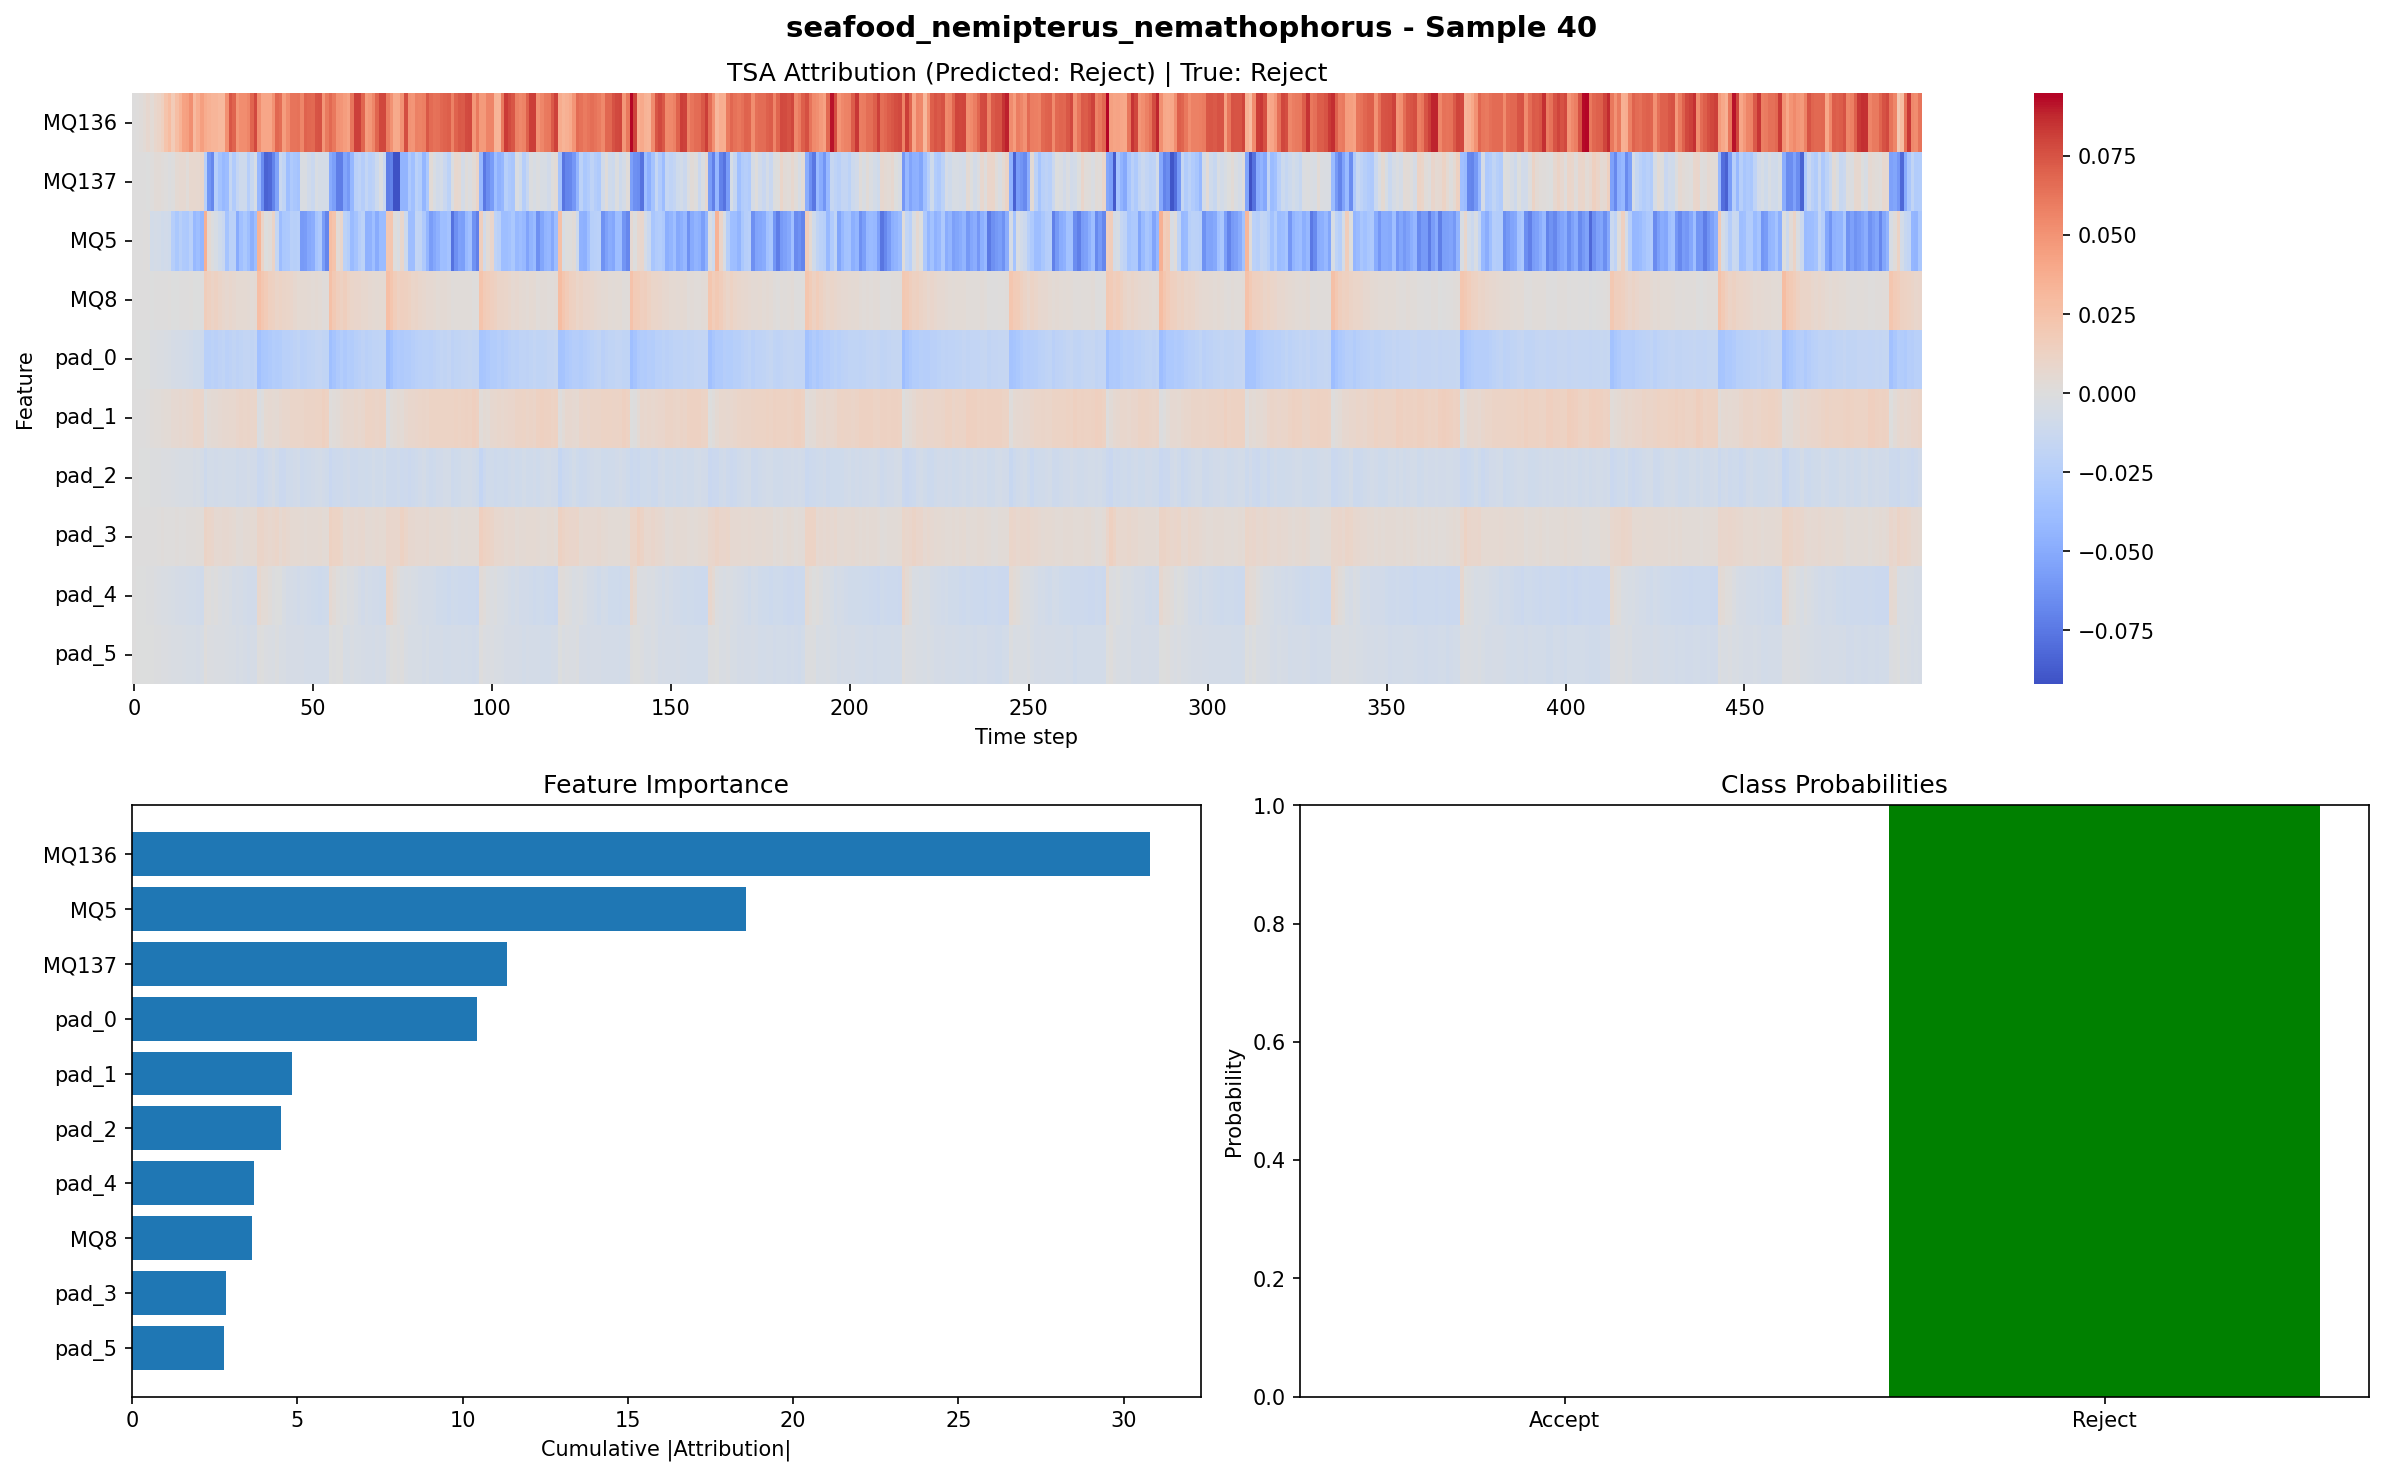 seafood_nemipterus_nemathophorus - Sample 40
TSA Attribution (Predicted: Reject) | True: Reject
Feature
MQ136
MQ137
MQ5
MQ8
pad_0
pad_1
pad_2
pad_3
pad_4
pad_5
0 50 100 150 200 250 300 350 400 450
Time step
0.075
0.050
0.025
0.000
−0.025
−0.050
−0.075
Feature Importance
MQ136
MQ5
MQ137
pad_0
pad_1
pad_2
pad_4
MQ8
pad_3
pad_5
0 5 10 15 20 25 30
Cumulative |Attribution|
Class Probabilities
Probability
1.0
0.8
0.6
0.4
0.2
0.0
Accept Reject